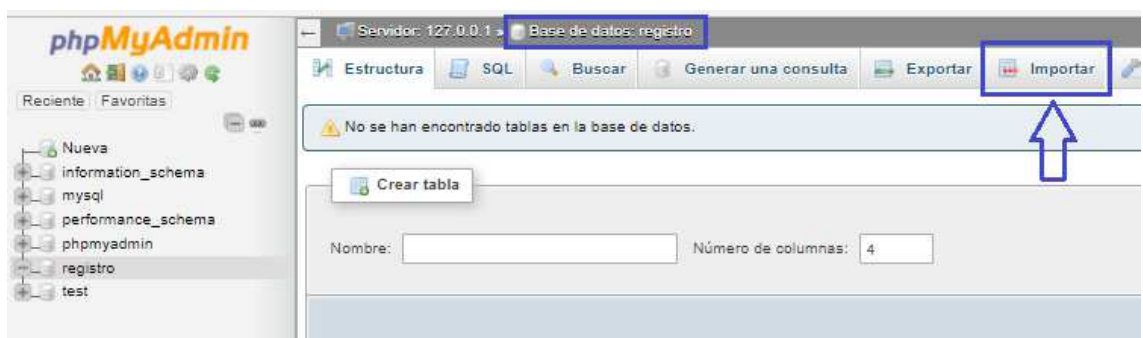 phpMyAdmin
Reciente Favoritas
Nueva
information_schema
mysql
performance_schema
phpmyadmin
registro
test
Servidor: 127.0.0.1 » Base de datos: registro
Estructura SQL Buscar Generar una consulta Exportar Importar
No se han encontrado tablas en la base de datos.
Crear tabla
Nombre: Número de columnas: 4